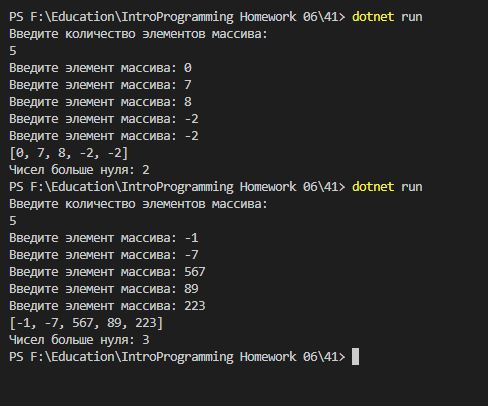 PS F:\Education\IntroProgramming Homework 06\41> dotnet run
Введите количество элементов массива:
5
Введите элемент массива: 0
Введите элемент массива: 7
Введите элемент массива: 8
Введите элемент массива: -2
Введите элемент массива: -2
[0, 7, 8, -2, -2]
Чисел больше нуля: 2
PS F:\Education\IntroProgramming Homework 06\41> dotnet run
Введите количество элементов массива:
5
Введите элемент массива: -1
Введите элемент массива: -7
Введите элемент массива: 567
Введите элемент массива: 89
Введите элемент массива: 223
[-1, -7, 567, 89, 223]
Чисел больше нуля: 3
PS F:\Education\IntroProgramming Homework 06\41>